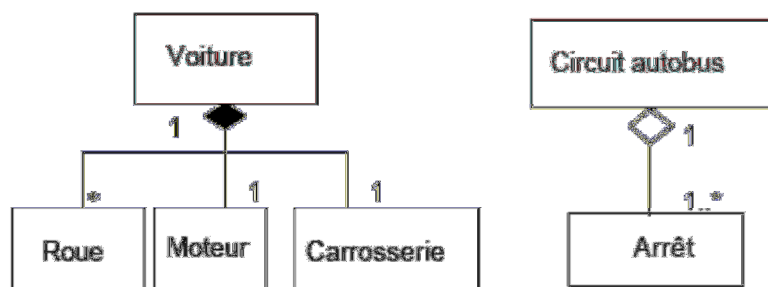 Voiture
1
*
1
1
Roue
Moteur
Carrosserie
Circuit autobus
1
1..*
Arrêt